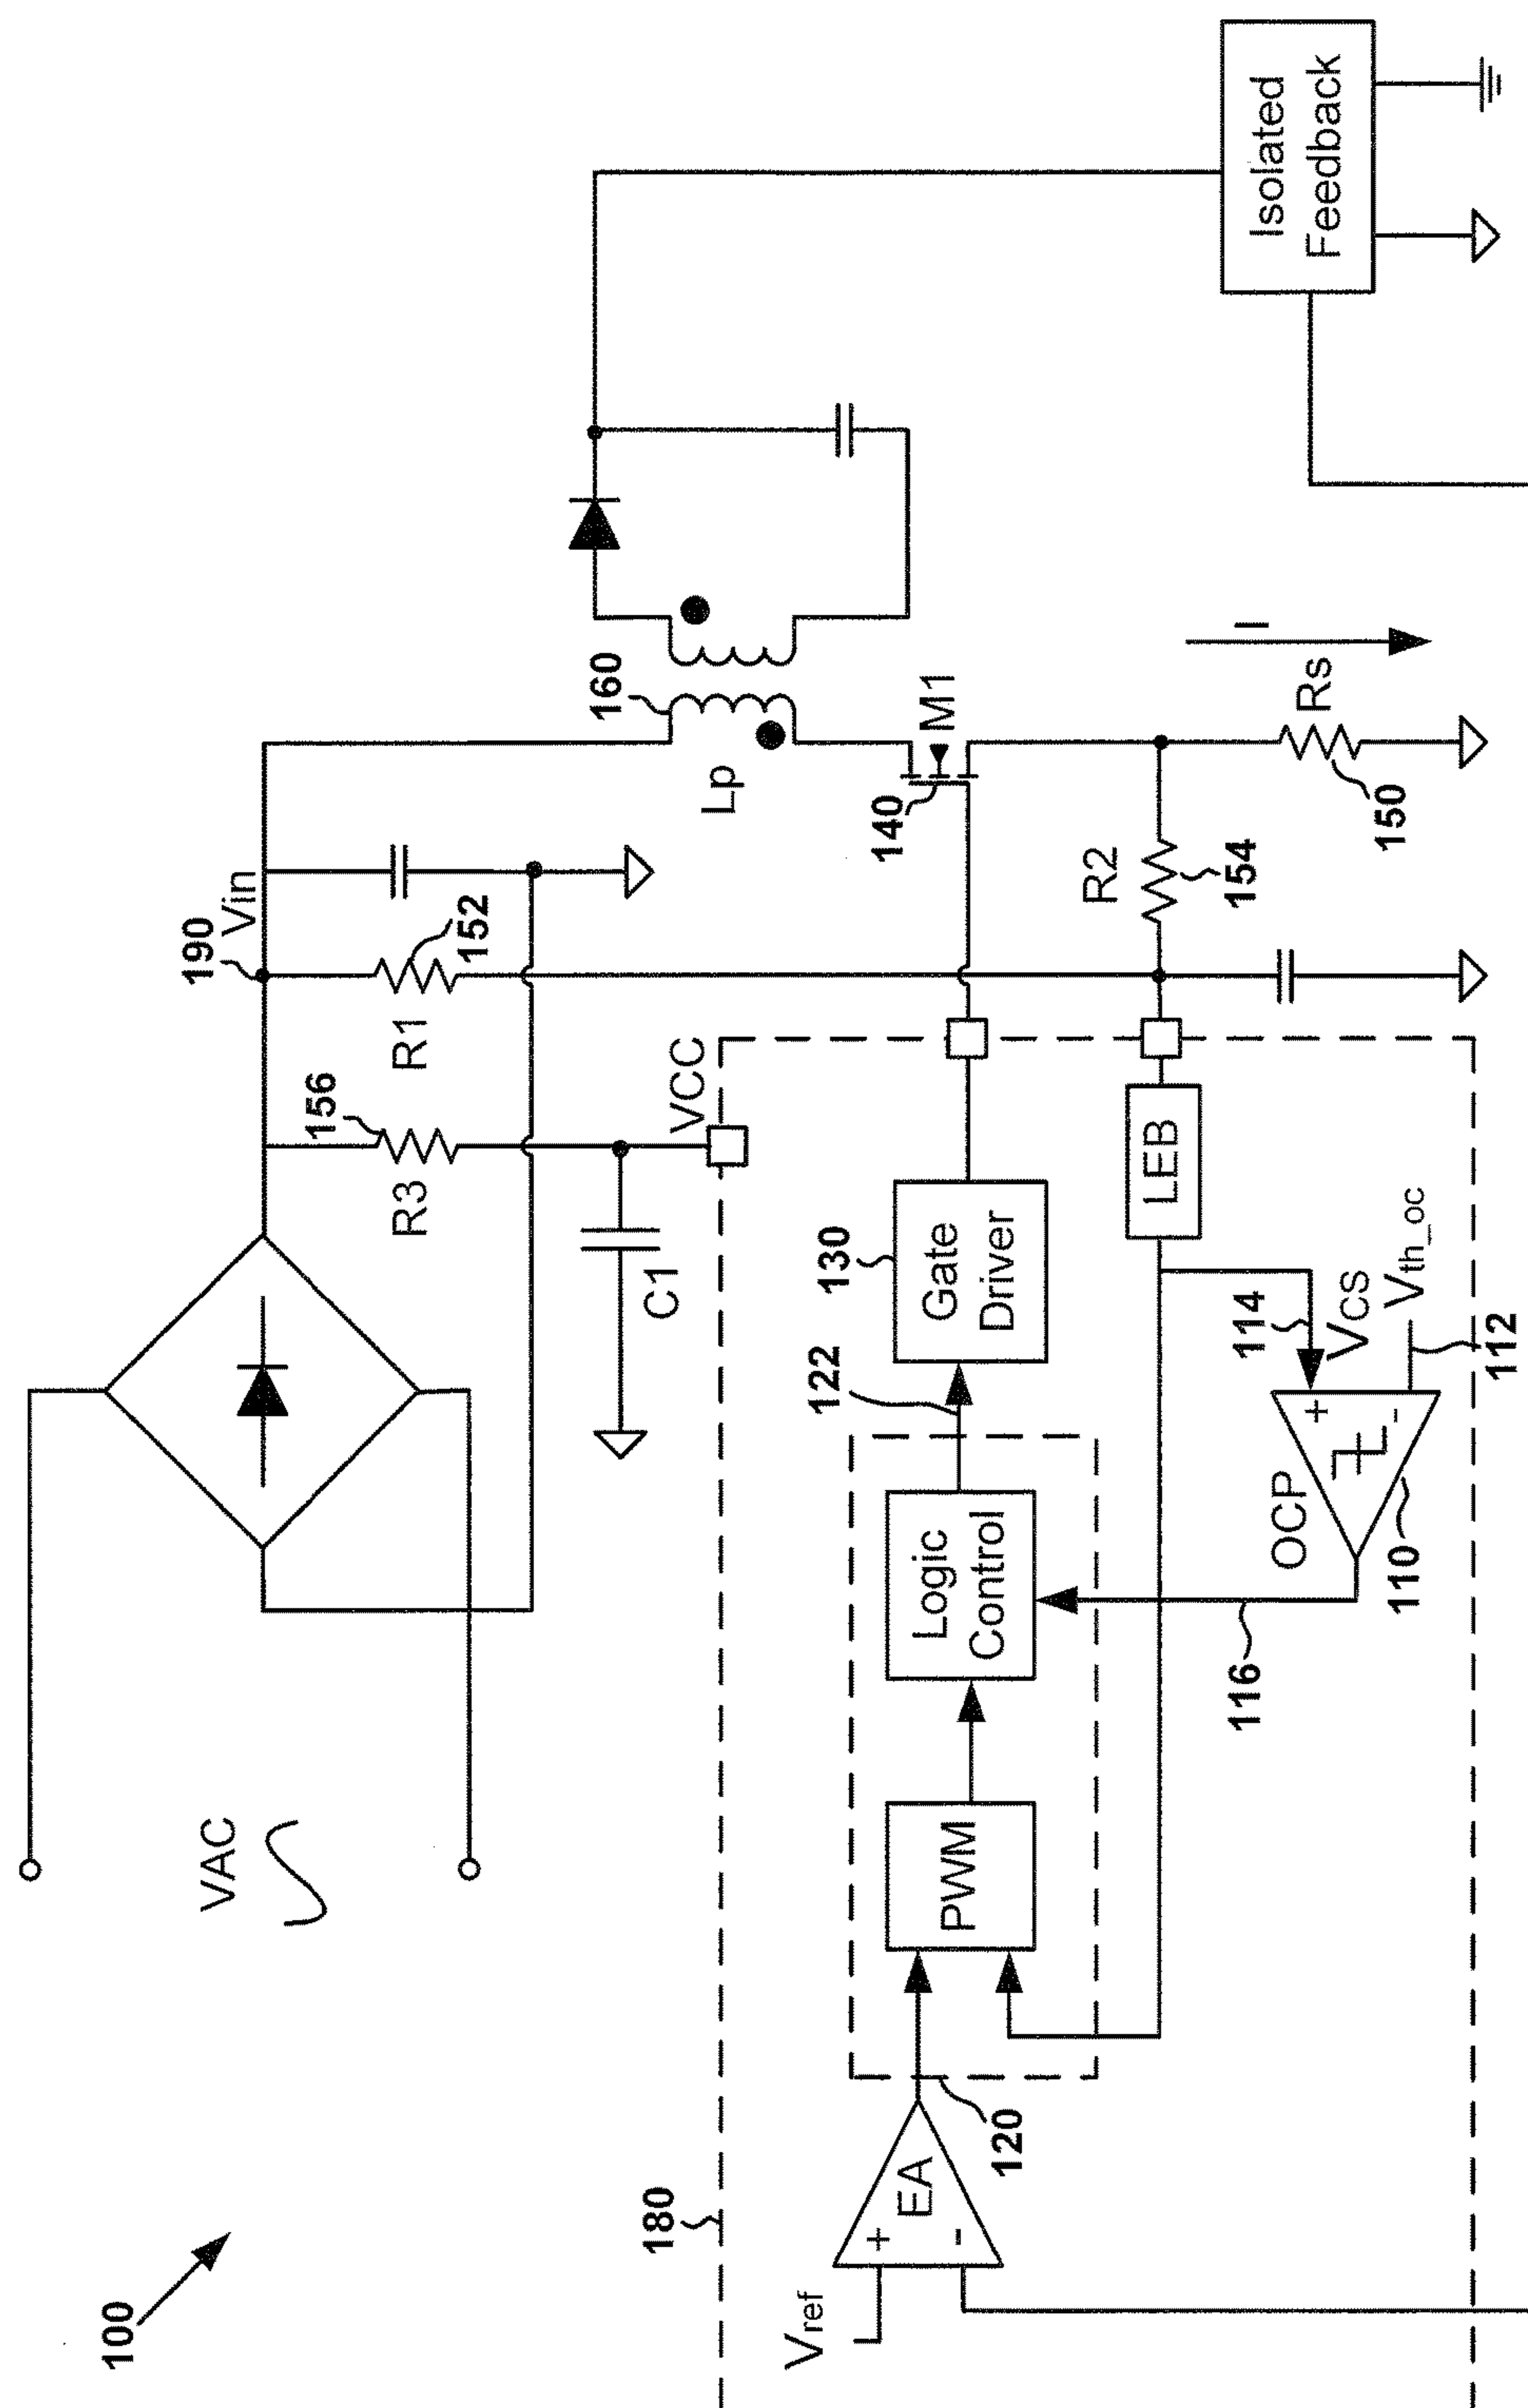 100
VAC
190
Vin
156
R3
R1
152
C1
VCC
160
Lp
M1
140
180
Vref
+
-
EA
120
PWM
Logic
Control
122
130
Gate
Driver
LEB
R2
154
Rs
150
I
116
OCP
110
114
VCS
+
-
Vth_oc
112
Isolated
Feedback